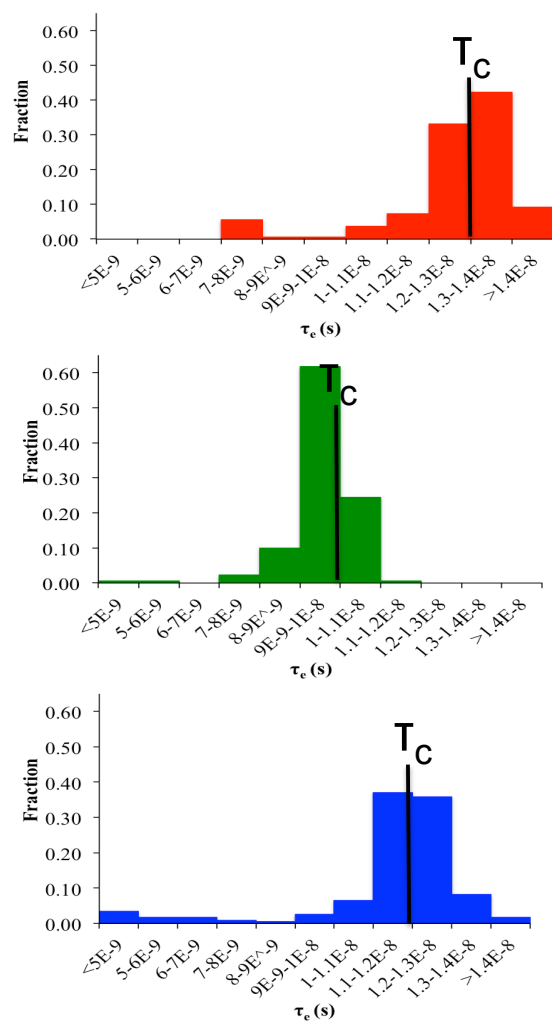 0.60
0.50
0.40
0.30
0.20
0.10
0.00
Fraction
T C
<5E-9
5-6E-9
6-7E-9
7-8E-9
8-9E^-9
9E-9-1E-8
1-1.1E-8
1.1-1.2E-8
1.2-1.3E-8
1.3-1.4E-8
>1.4E-8
τe (s)
0.60
0.50
0.40
0.30
0.20
0.10
0.00
Fraction
T C
<5E-9
5-6E-9
6-7E-9
7-8E-9
8-9E^-9
9E-9-1E-8
1-1.1E-8
1.1-1.2E-8
1.2-1.3E-8
1.3-1.4E-8
>1.4E-8
τe (s)
0.60
0.50
0.40
0.30
0.20
0.10
0.00
Fraction
T C
<5E-9
5-6E-9
6-7E-9
7-8E-9
8-9E^-9
9E-9-1E-8
1-1.1E-8
1.1-1.2E-8
1.2-1.3E-8
1.3-1.4E-8
>1.4E-8
τe (s)